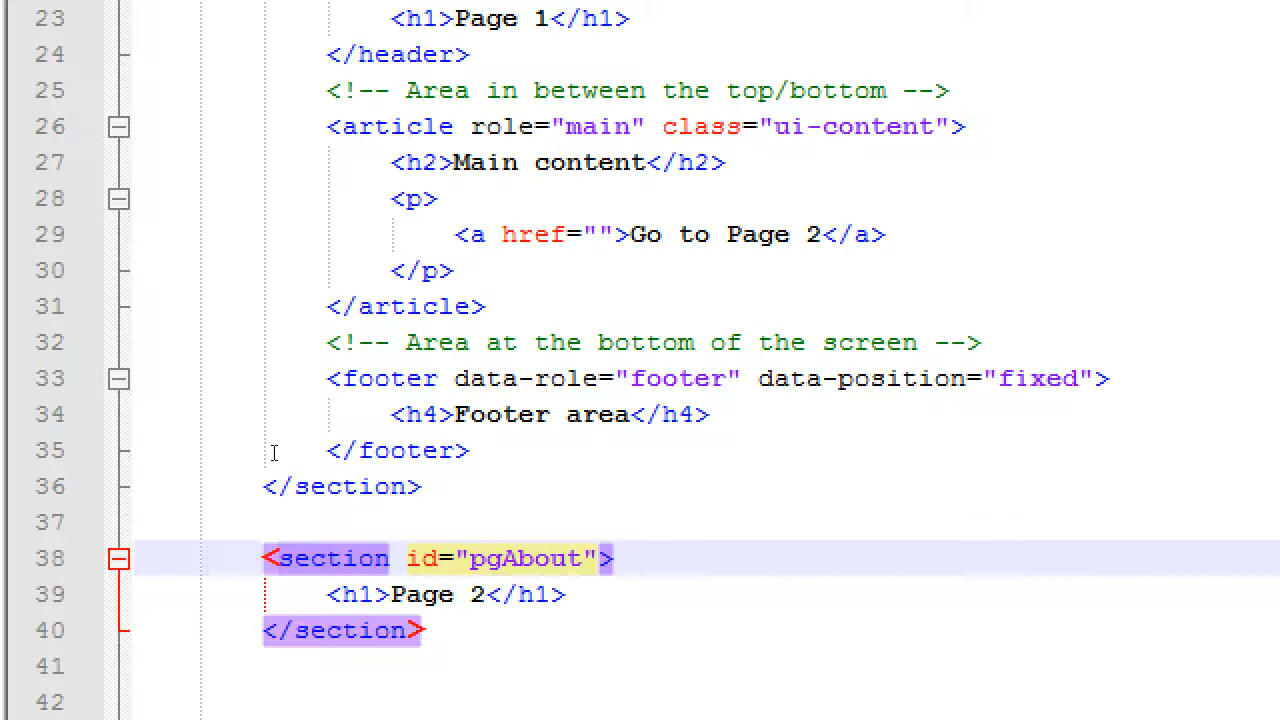 23 <h1>Page 1</h1>
24 </header>
25 <!-- Area in between the top/bottom -->
26 <article role="main" class="ui-content">
27 <h2>Main content</h2>
28 <p>
29 <a href="">Go to Page 2</a>
30 </p>
31 </article>
32 <!-- Area at the bottom of the screen -->
33 <footer data-role="footer" data-position="fixed">
34 <h4>Footer area</h4>
35 </footer>
36 </section>
37
38 <section id="pgAbout">
39 <h1>Page 2</h1>
40 </section>
41
42